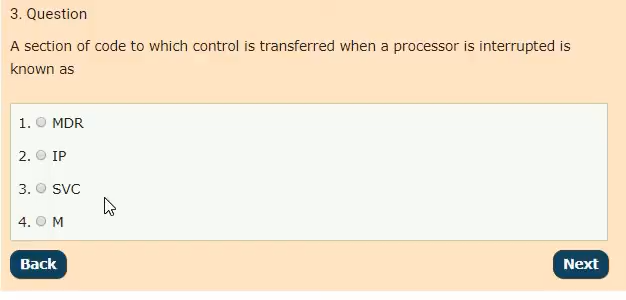 3. Question
A section of code to which control is transferred when a processor is interrupted is
known as
1. MDR
2. IP
3. SVC
4. M
Back
Next